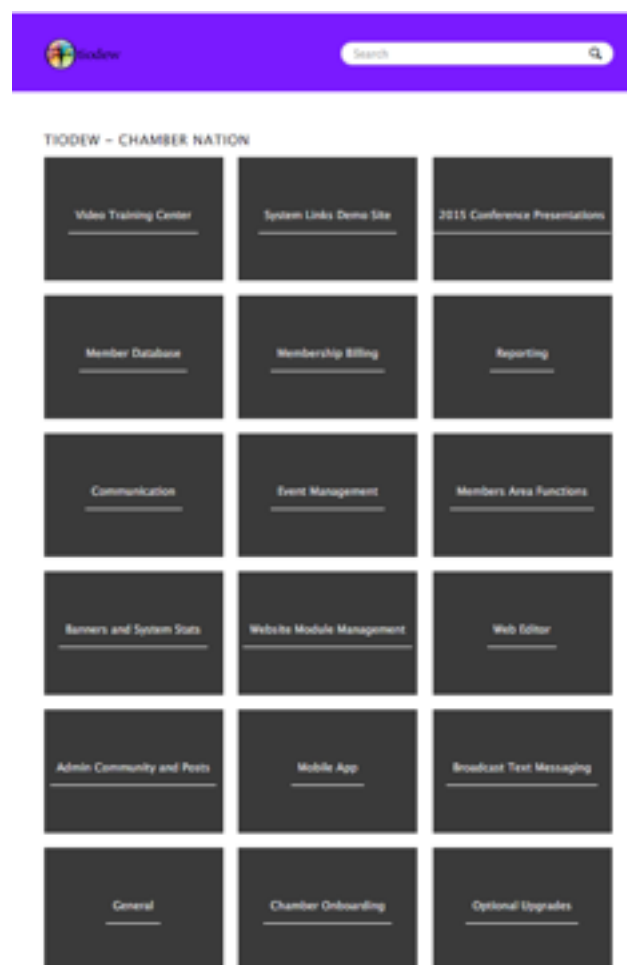 tiodew
Search
TIODEW – CHAMBER NATION
Video Training Center
System Links Demo Site
2015 Conference Presentations
Member Database
Membership Billing
Reporting
Communication
Event Management
Members Area Functions
Banners and System Stats
Website Module Management
Web Editor
Admin Community and Posts
Mobile App
Broadcast Text Messaging
General
Chamber Onboarding
Optional Upgrades